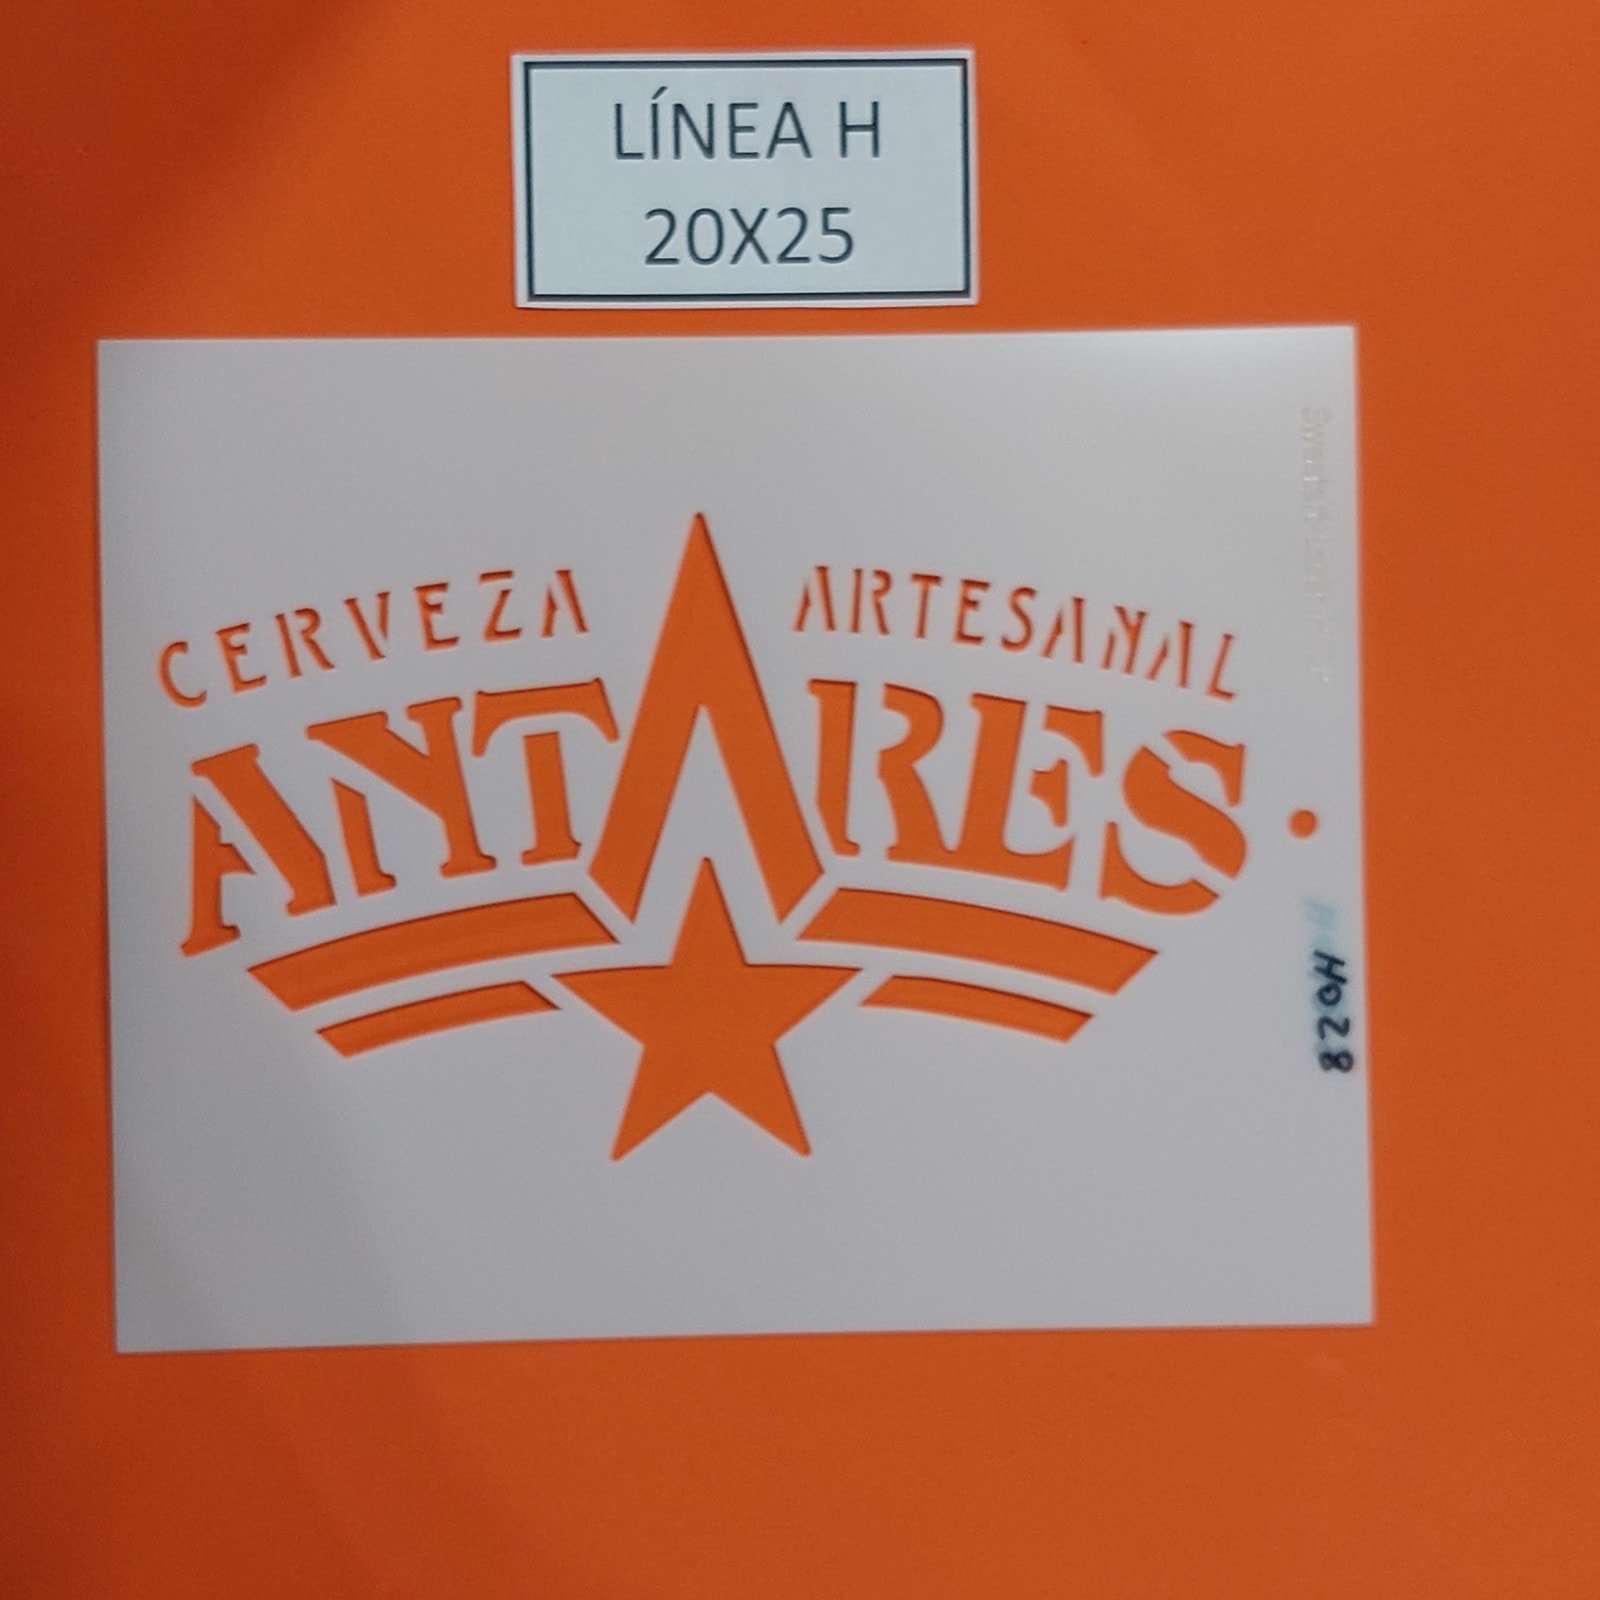 LÍNEA H
20X25
CERVEZA ARTESANAL
ANTARES
H028